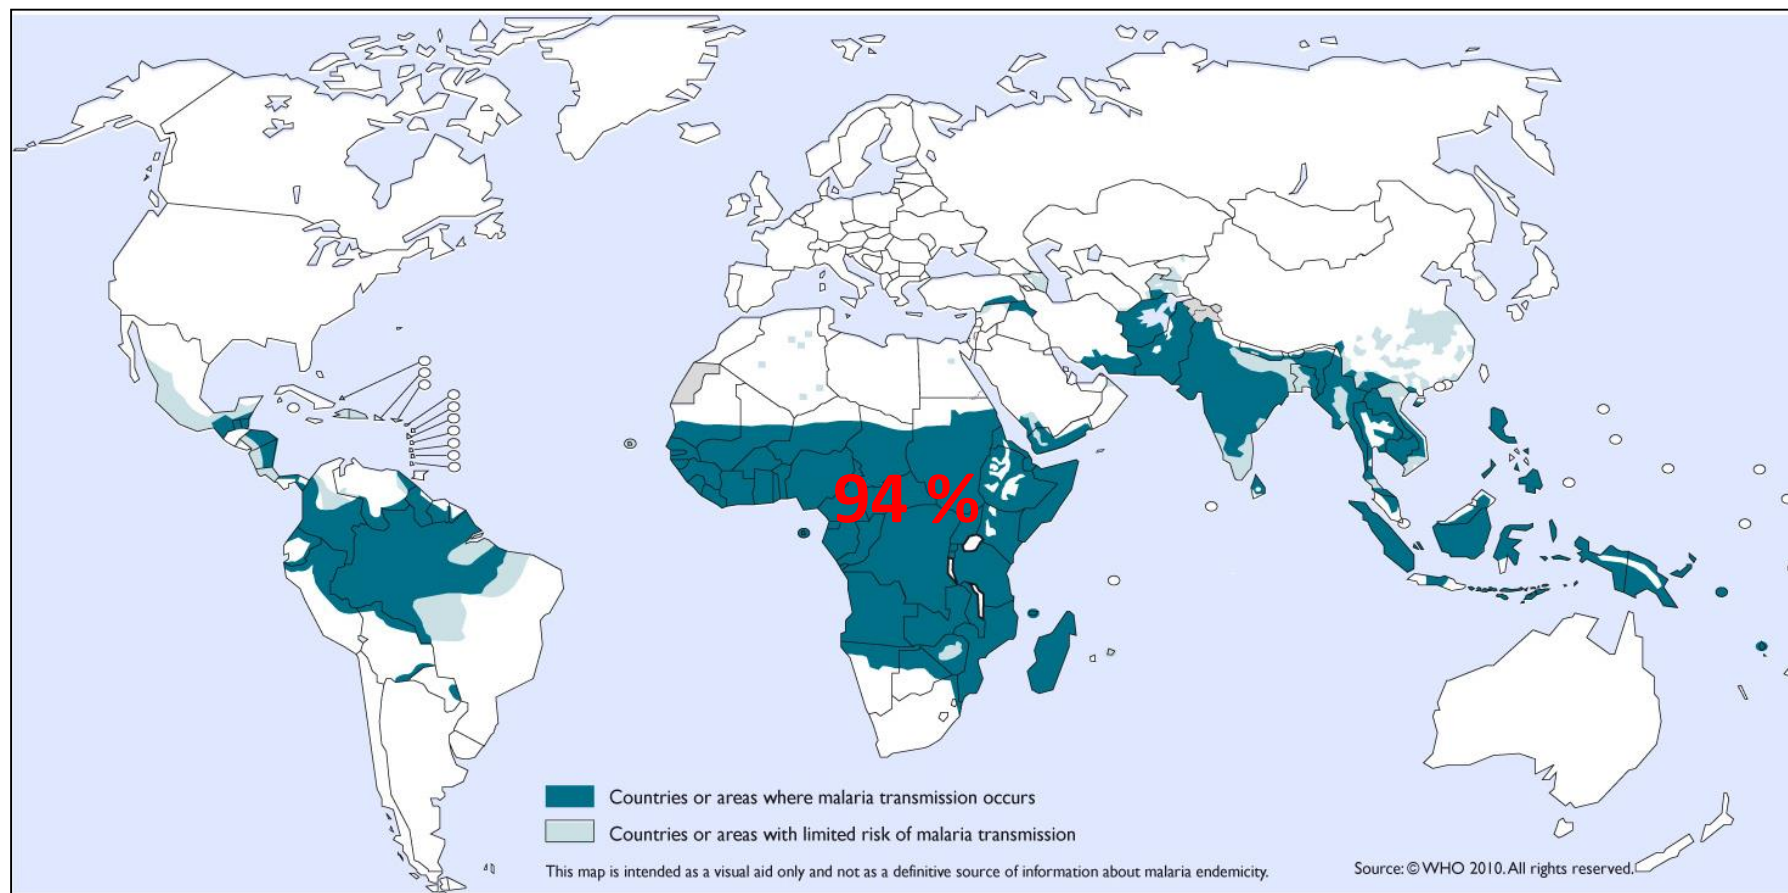 94 %
Countries or areas where malaria transmission occurs
Countries or areas with limited risk of malaria transmission
This map is intended as a visual aid only and not as a definitive source of information about malaria endemicity.
Source: © WHO 2010. All rights reserved.